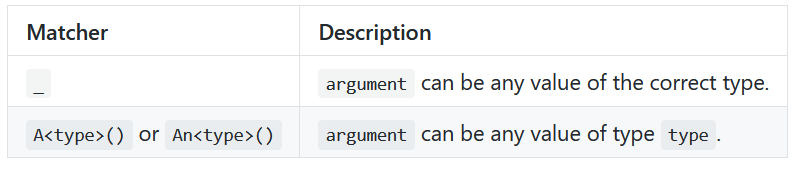 Matcher Description
_ argument can be any value of the correct type.
A<type>() or An<type>() argument can be any value of type type.